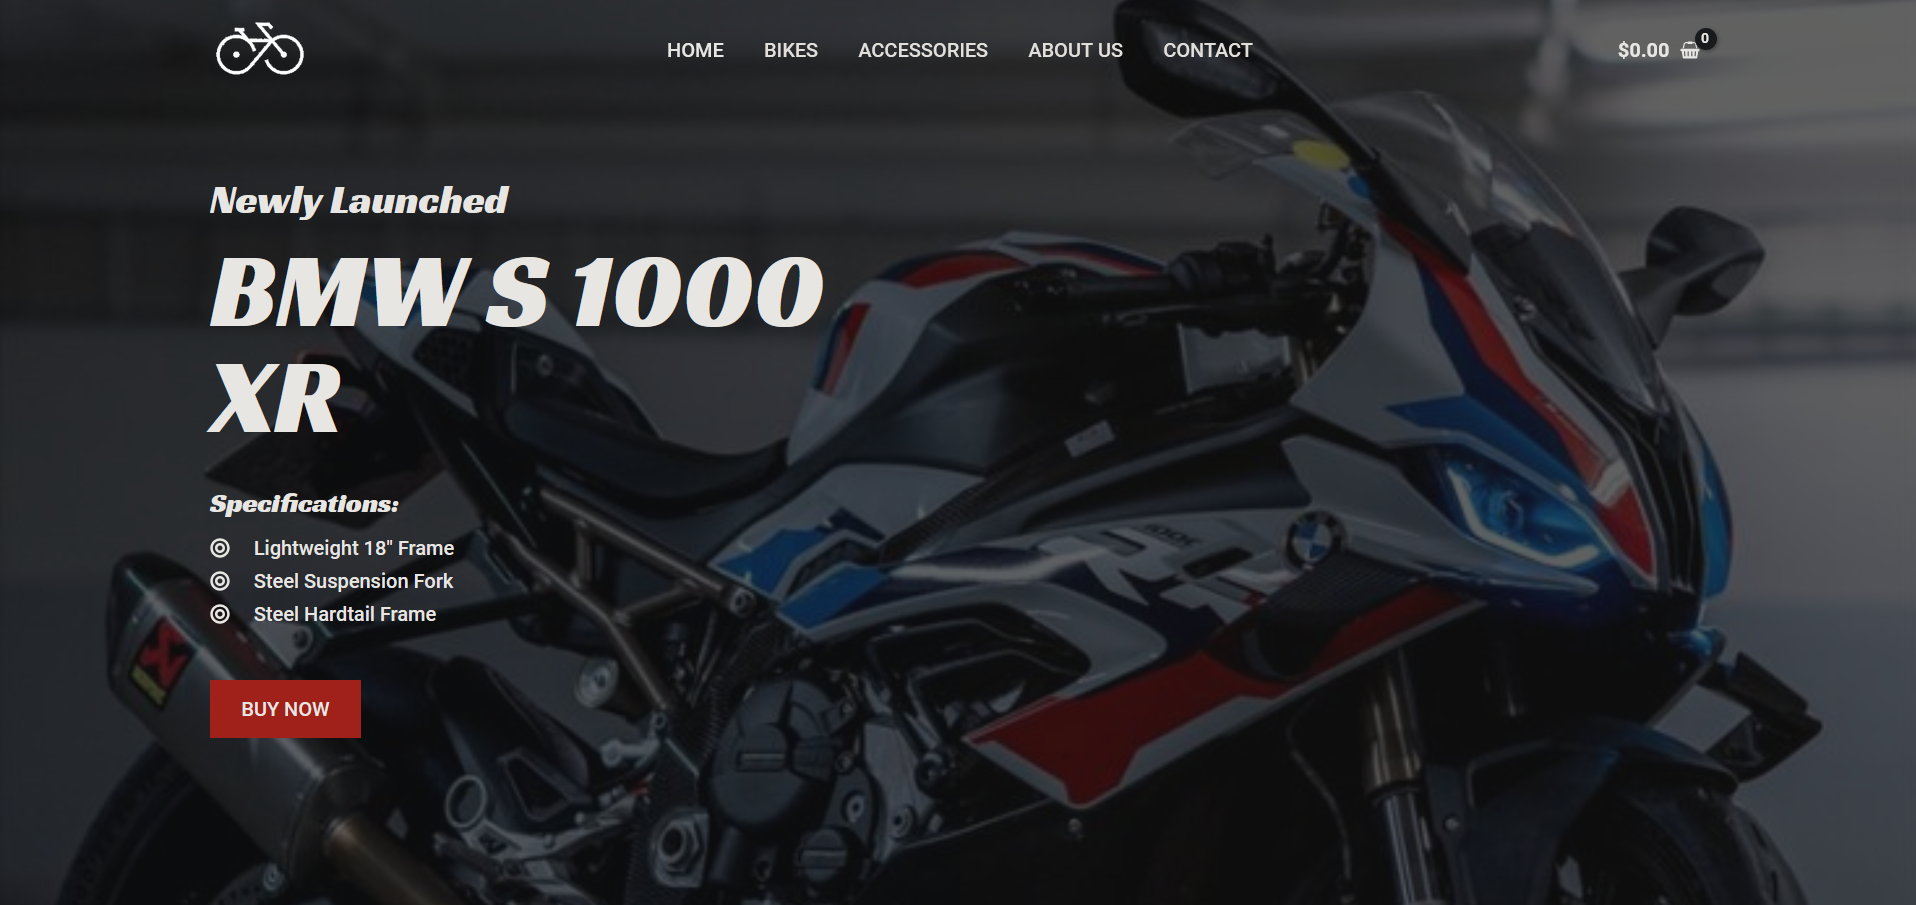 HOME BIKES ACCESSORIES ABOUT US CONTACT $0.00 0
Newly Launched
BMW S 1000
XR
Specifications:
Lightweight 18" Frame
Steel Suspension Fork
Steel Hardtail Frame
BUY NOW